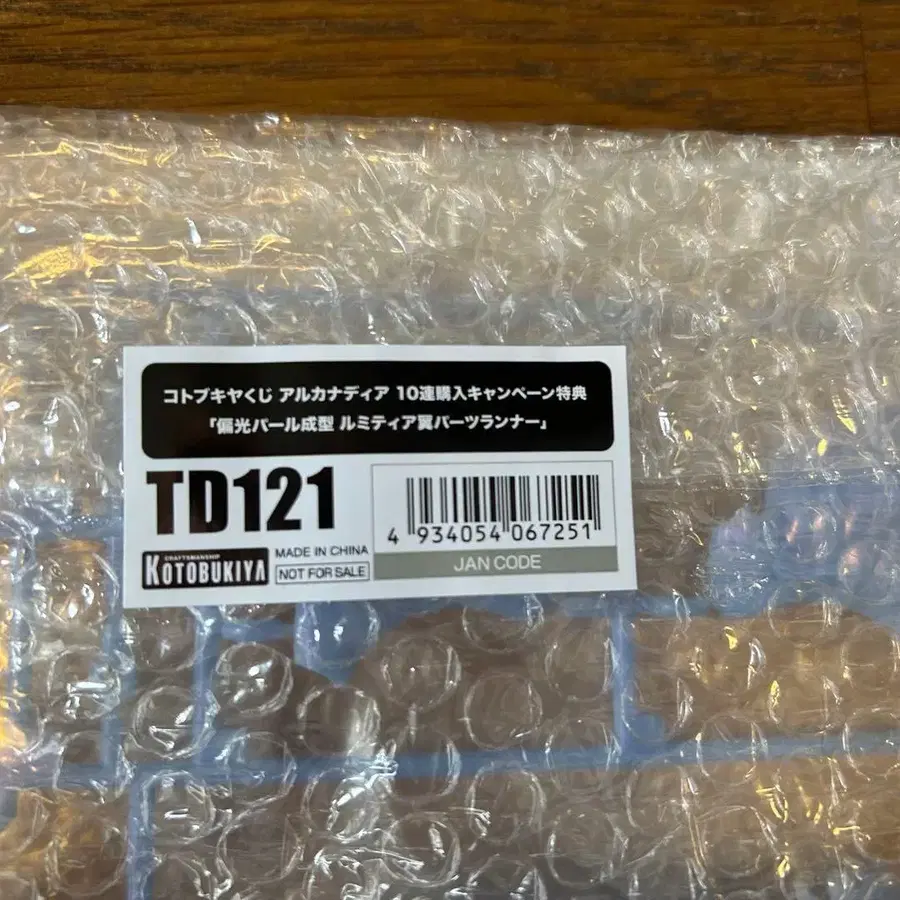 コトブキヤくじ アルカナディア 10連購入キャンペーン特典
『偏光パール成型 ルミティア翼パーツランナー』
TD121
4 934054 067251
JAN CODE
CRAFTSMANSHIP
KOTOBUKIYA
MADE IN CHINA
NOT FOR SALE